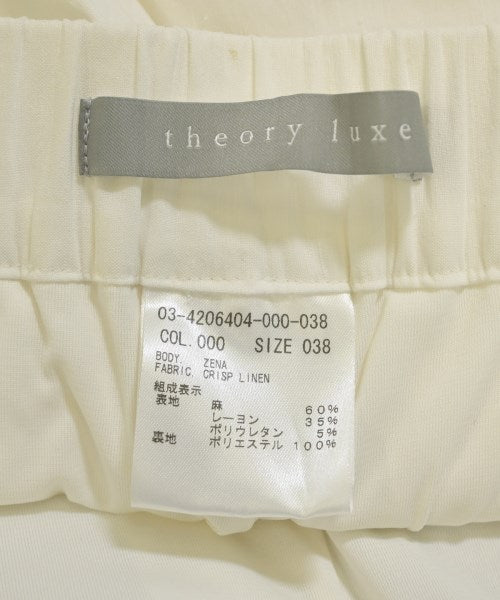 theory luxe
03-4206404-000-038
COL.000 SIZE 038
BODY. ZENA
FABRIC. CRISP LINEN
組成表示
表地 麻 60%
レーヨン 35%
ポリウレタン 5%
裏地 ポリエステル 100%